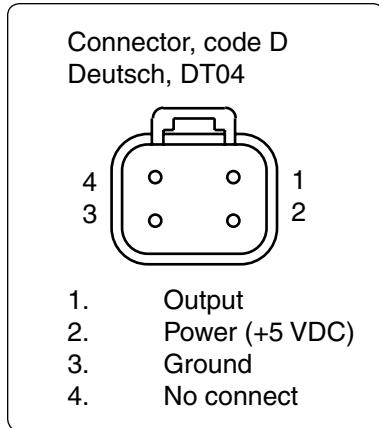 Connector, code D
Deutsch, DT04
4 1
3 2
1. Output
2. Power (+5 VDC)
3. Ground
4. No connect